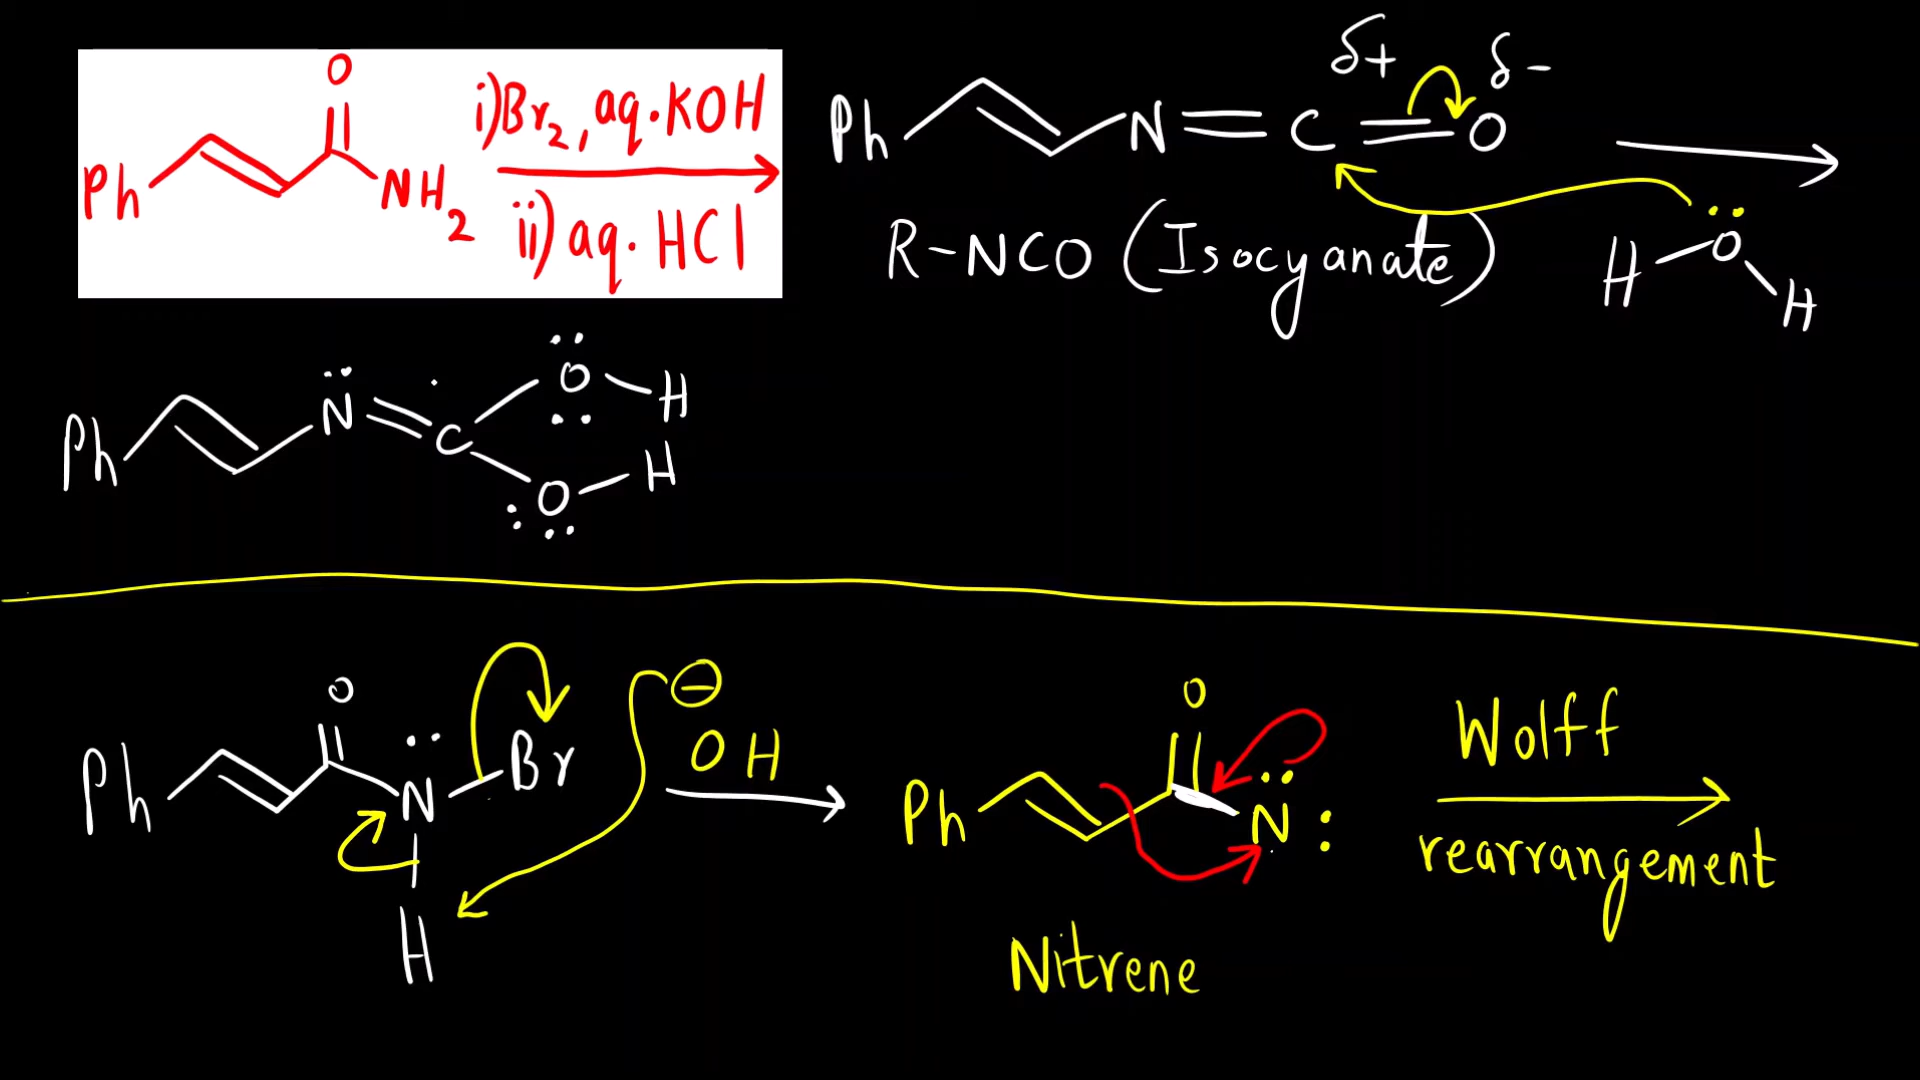 O
Ph NH2
i) Br2, aq. KOH
ii) aq. HCl
δ+ δ-
Ph N C O
R-NCO (Isocyanate)
H O H
Ph N C O H
O H
O
Ph N Br
H
⊖
OH
O
Ph N
Nitrene
Wolff
rearrangement